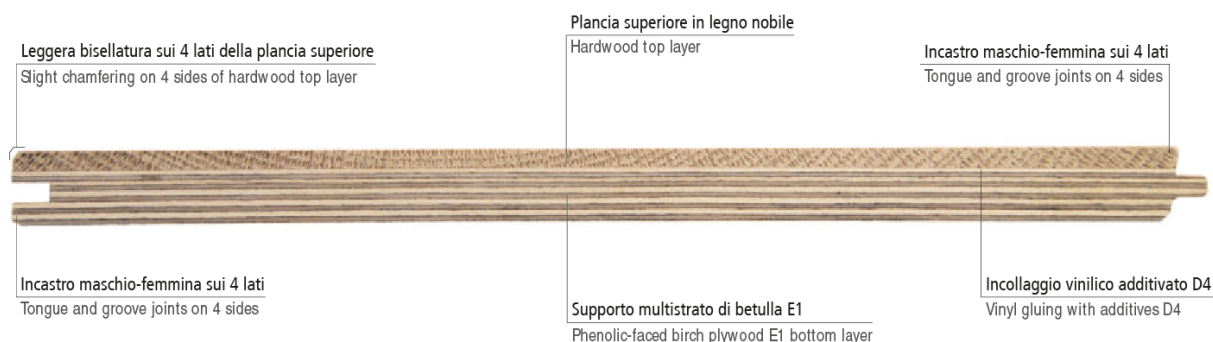 Plancia superiore in legno nobile
Hardwood top layer
Leggera bisellatura sui 4 lati della plancia superiore
Slight chamfering on 4 sides of hardwood top layer
Incastro maschio-femmina sui 4 lati
Tongue and groove joints on 4 sides
Incastro maschio-femmina sui 4 lati
Tongue and groove joints on 4 sides
Supporto multistrato di betulla E1
Phenolic-faced birch plywood E1 bottom layer
Incollaggio vinilico additivato D4
Vinyl gluing with additives D4